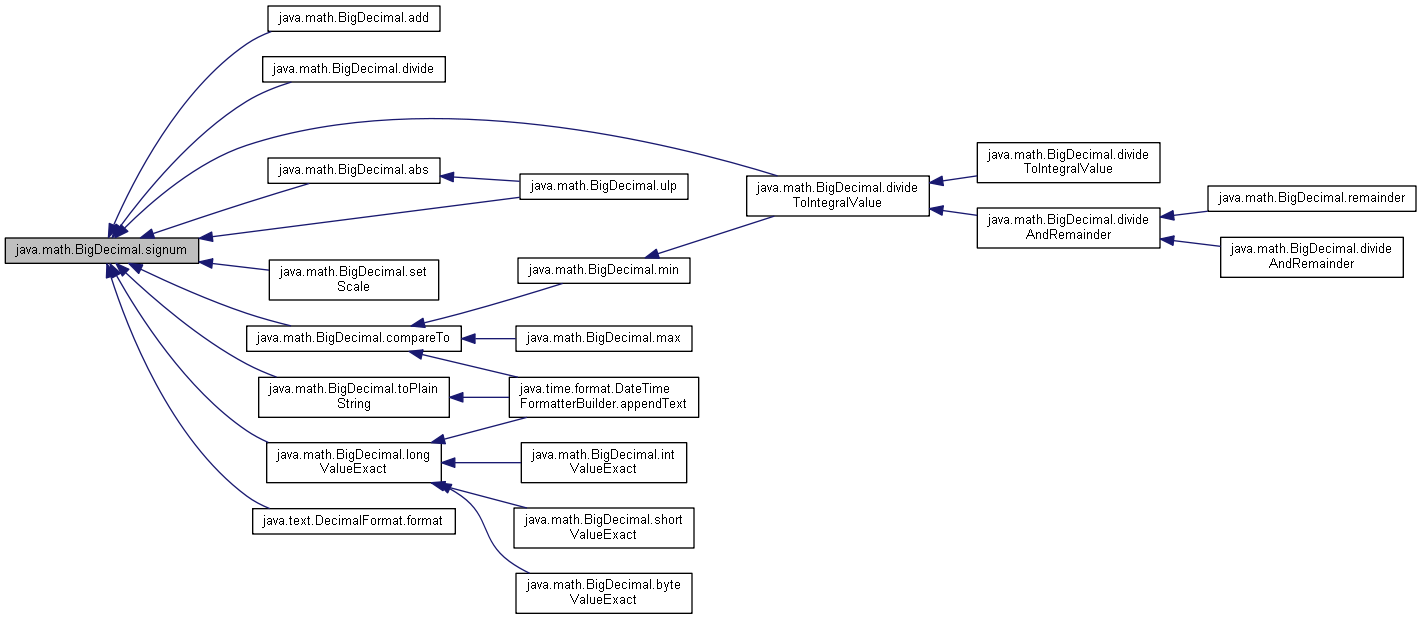 java.math.BigDecimal.signum
java.math.BigDecimal.add
java.math.BigDecimal.divide
java.math.BigDecimal.abs
java.math.BigDecimal.set
Scale
java.math.BigDecimal.compareTo
java.math.BigDecimal.toPlain
String
java.math.BigDecimal.long
ValueExact
java.text.DecimalFormat.format
java.math.BigDecimal.ulp
java.math.BigDecimal.min
java.math.BigDecimal.max
java.time.format.DateTime
FormatterBuilder.appendText
java.math.BigDecimal.int
ValueExact
java.math.BigDecimal.short
ValueExact
java.math.BigDecimal.byte
ValueExact
java.math.BigDecimal.divide
ToIntegralValue
java.math.BigDecimal.divide
ToIntegralValue
java.math.BigDecimal.divide
AndRemainder
java.math.BigDecimal.remainder
java.math.BigDecimal.divide
AndRemainder